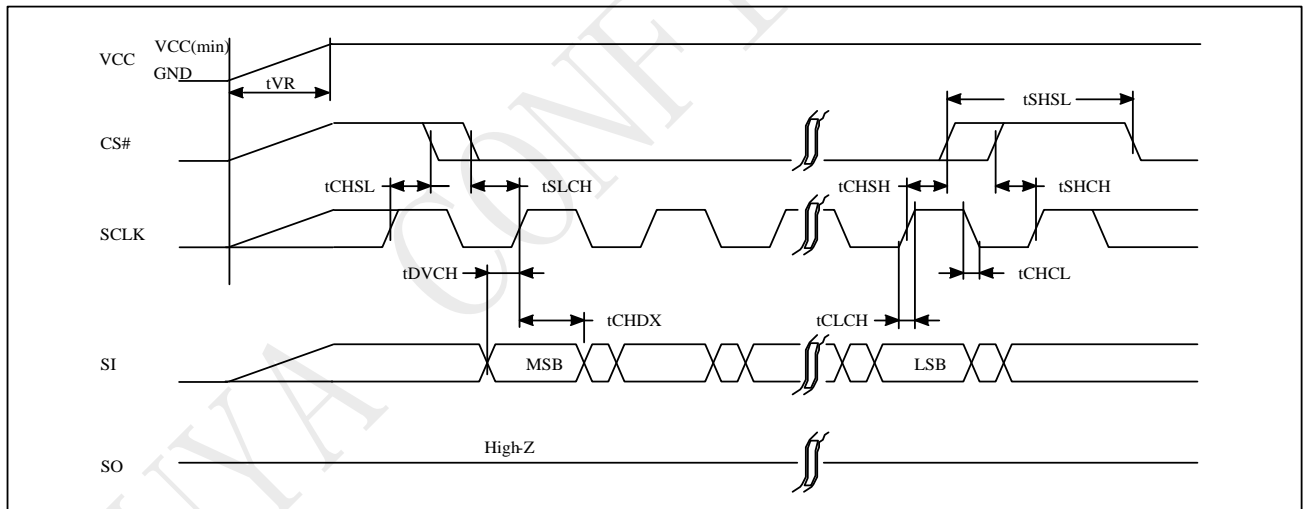 VCC
VCC(min)
GND
tVR
tSHSL
CS#
tCHSL
tSLCH
tCHSH
tSHCH
SCLK
tDVCH
tCHCL
tCHDX
tCLCH
SI
MSB
LSB
High-Z
SO